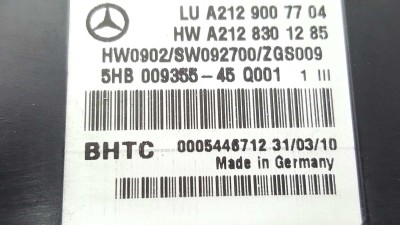 LU A212 900 77 04
HW A212 830 12 85
HW0902/SW092700/ZGS009
5HB 009355-45 Q001 1 III
BHTC 0005446712 31/03/10
Made in Germany